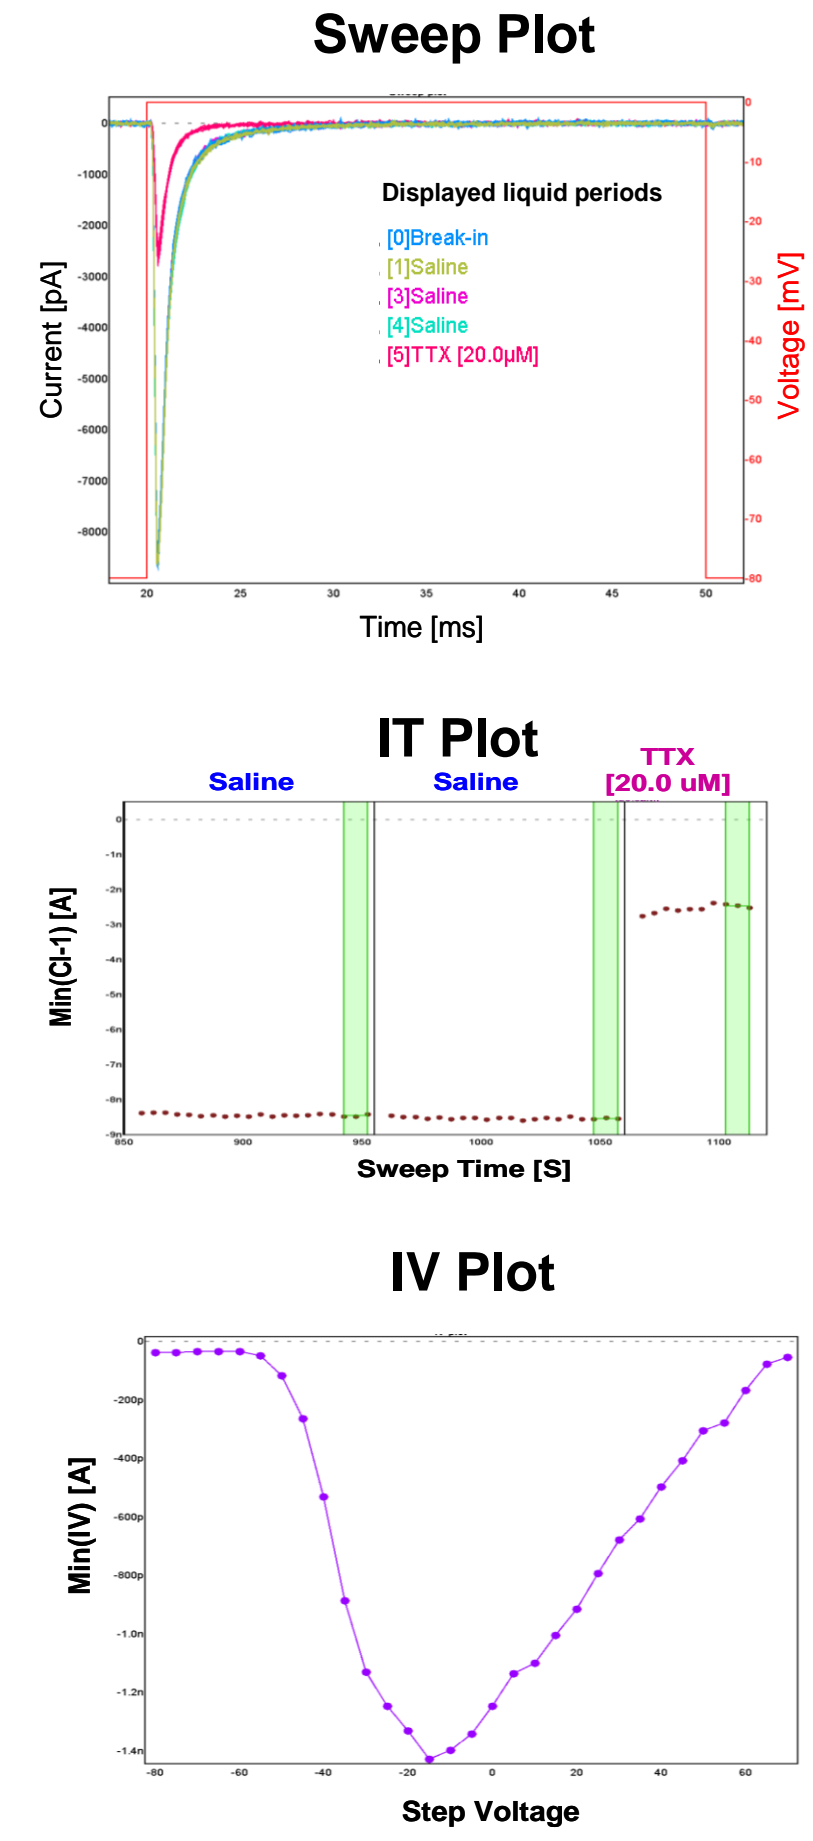 Sweep Plot
0
-1000
-2000
-3000
-4000
-5000
-6000
-7000
-8000
Current [pA]
Displayed liquid periods
[0]Break-in
[1]Saline
[3]Saline
[4]Saline
[5]TTX [20.0µM]
0
-10
-20
-30
-40
-50
-60
-70
-80
Voltage [mV]
20 25 30 35 40 45 50
Time [ms]
IT Plot
Saline Saline TTX
[20.0 uM]
0
-1n
-2n
-3n
-4n
-5n
-6n
-7n
-8n
-9n
Min(CI-1) [A]
850 900 950 1000 1050 1100
Sweep Time [S]
IV Plot
0
-200p
-400p
-600p
-800p
-1.0n
-1.2n
-1.4n
Min(IV) [A]
-80 -60 -40 -20 0 20 40 60
Step Voltage